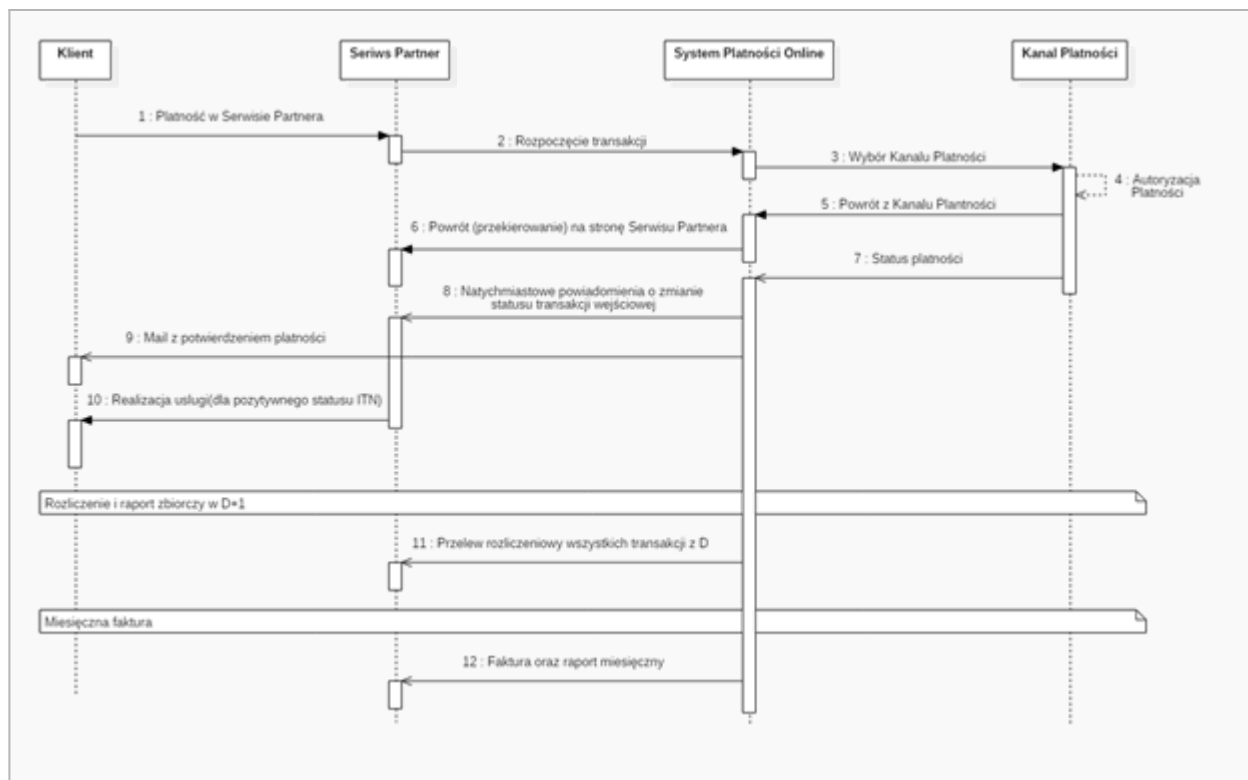 Klient
Seriws Partner
System Platności Online
Kanal Platności
1 : Platność w Serwisie Partnera
2 : Rozpoczęcie transakcji
3 : Wybór Kanalu Platności
4 : Autoryzacja
Platności
5 : Powrót z Kanalu Plantności
6 : Powrót (przekierowanie) na stronę Serwisu Partnera
7 : Status platności
8 : Natychmiastowe powiadomienia o zmianie
statusu transakcji wejściowej
9 : Mail z potwierdzeniem platności
10 : Realizacja uslugi(dla pozytywnego statusu ITN)
Rozliczenie i raport zbiorczy w D+1
11 : Przelew rozliczeniowy wszystkich transakcji z D
Miesięczna faktura
12 : Faktura oraz raport miesięczny